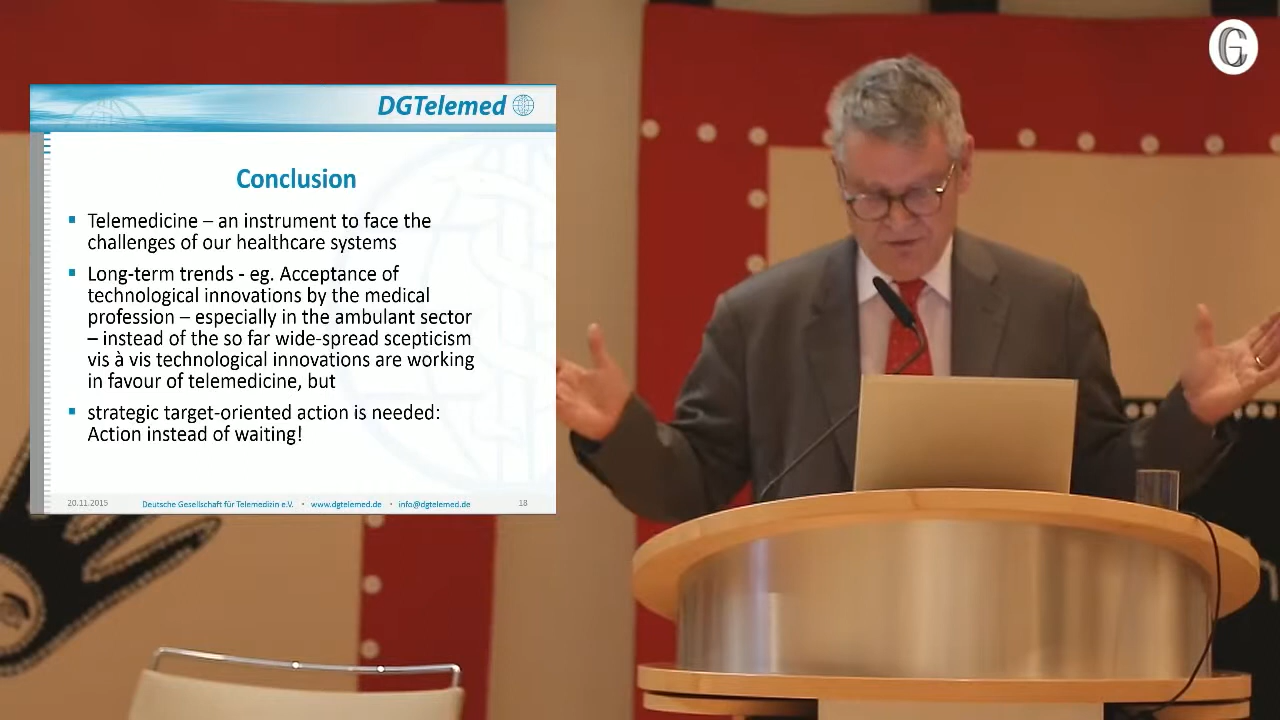 DGTelemed
Conclusion
Telemedicine – an instrument to face the
challenges of our healthcare systems
Long-term trends - eg. Acceptance of
technological innovations by the medical
profession – especially in the ambulant sector
– instead of the so far wide-spread scepticism
vis à vis technological innovations are working
in favour of telemedicine, but
strategic target-oriented action is needed:
Action instead of waiting!
20.11.2015 Deutsche Gesellschaft für Telemedizin e.V. • www.dgtelemed.de • info@dgtelemed.de 18
G